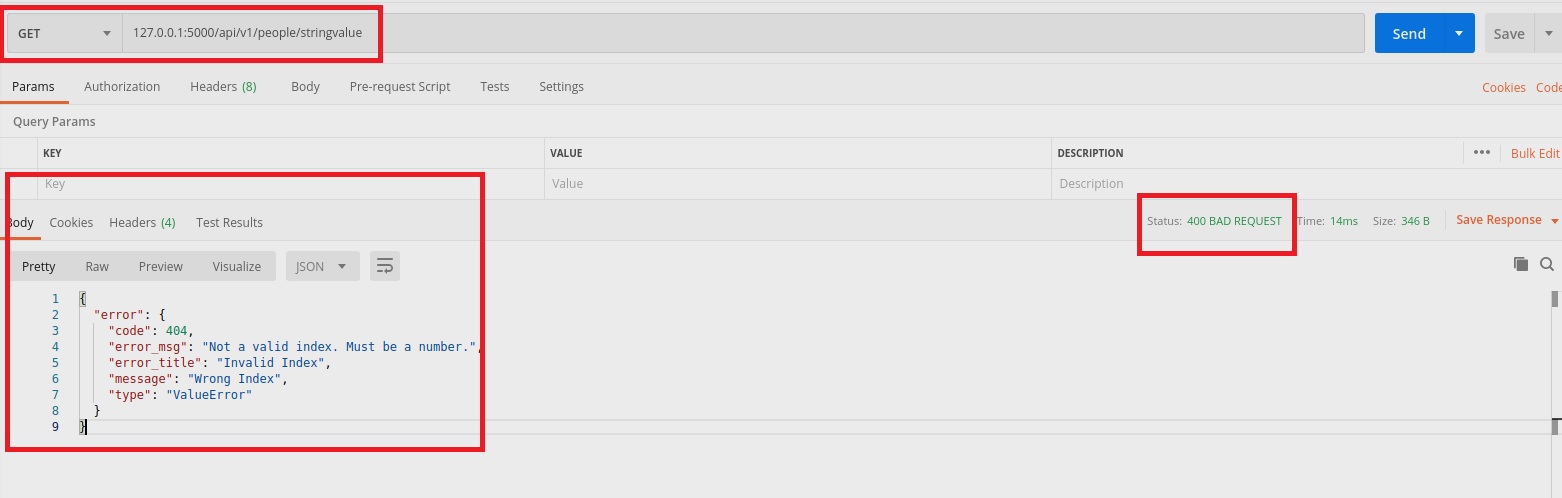 GET 127.0.0.1:5000/api/v1/people/stringvalue Send Save
Params Authorization Headers (8) Body Pre-request Script Tests Settings Cookies Code
Query Params
KEY VALUE DESCRIPTION ••• Bulk Edit
Key Value Description
Body Cookies Headers (4) Test Results Status: 400 BAD REQUEST Time: 14ms Size: 346 B Save Response
Pretty Raw Preview Visualize JSON
1 {
2 "error": {
3 "code": 404,
4 "error_msg": "Not a valid index. Must be a number.",
5 "error_title": "Invalid Index",
6 "message": "Wrong Index",
7 "type": "ValueError"
8 }
9 }